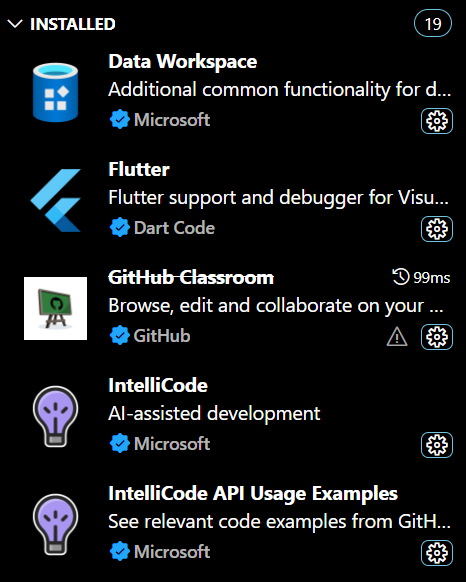 INSTALLED 19
Data Workspace
Additional common functionality for d...
Microsoft
Flutter
Flutter support and debugger for Visu...
Dart Code
GitHub Classroom 99ms
Browse, edit and collaborate on your ...
GitHub
IntelliCode
AI-assisted development
Microsoft
IntelliCode API Usage Examples
See relevant code examples from GitH...
Microsoft